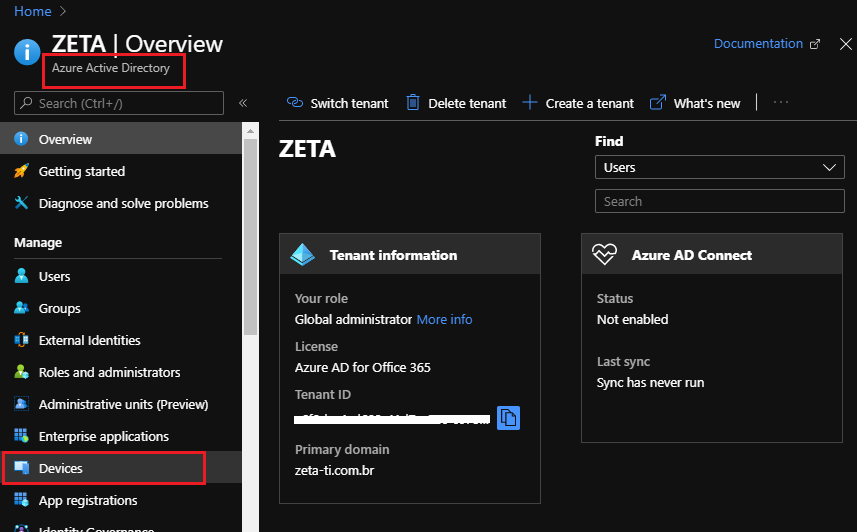 Home
ZETA | Overview
Azure Active Directory
Documentation
Search (Ctrl+/)
Switch tenant
Delete tenant
Create a tenant
What's new
Overview
Getting started
Diagnose and solve problems
Manage
Users
Groups
External Identities
Roles and administrators
Administrative units (Preview)
Enterprise applications
Devices
App registrations
Identity Governance
ZETA
Find
Users
Search
Tenant information
Your role
Global administrator More info
License
Azure AD for Office 365
Tenant ID
Primary domain
zeta-ti.com.br
Azure AD Connect
Status
Not enabled
Last sync
Sync has never run